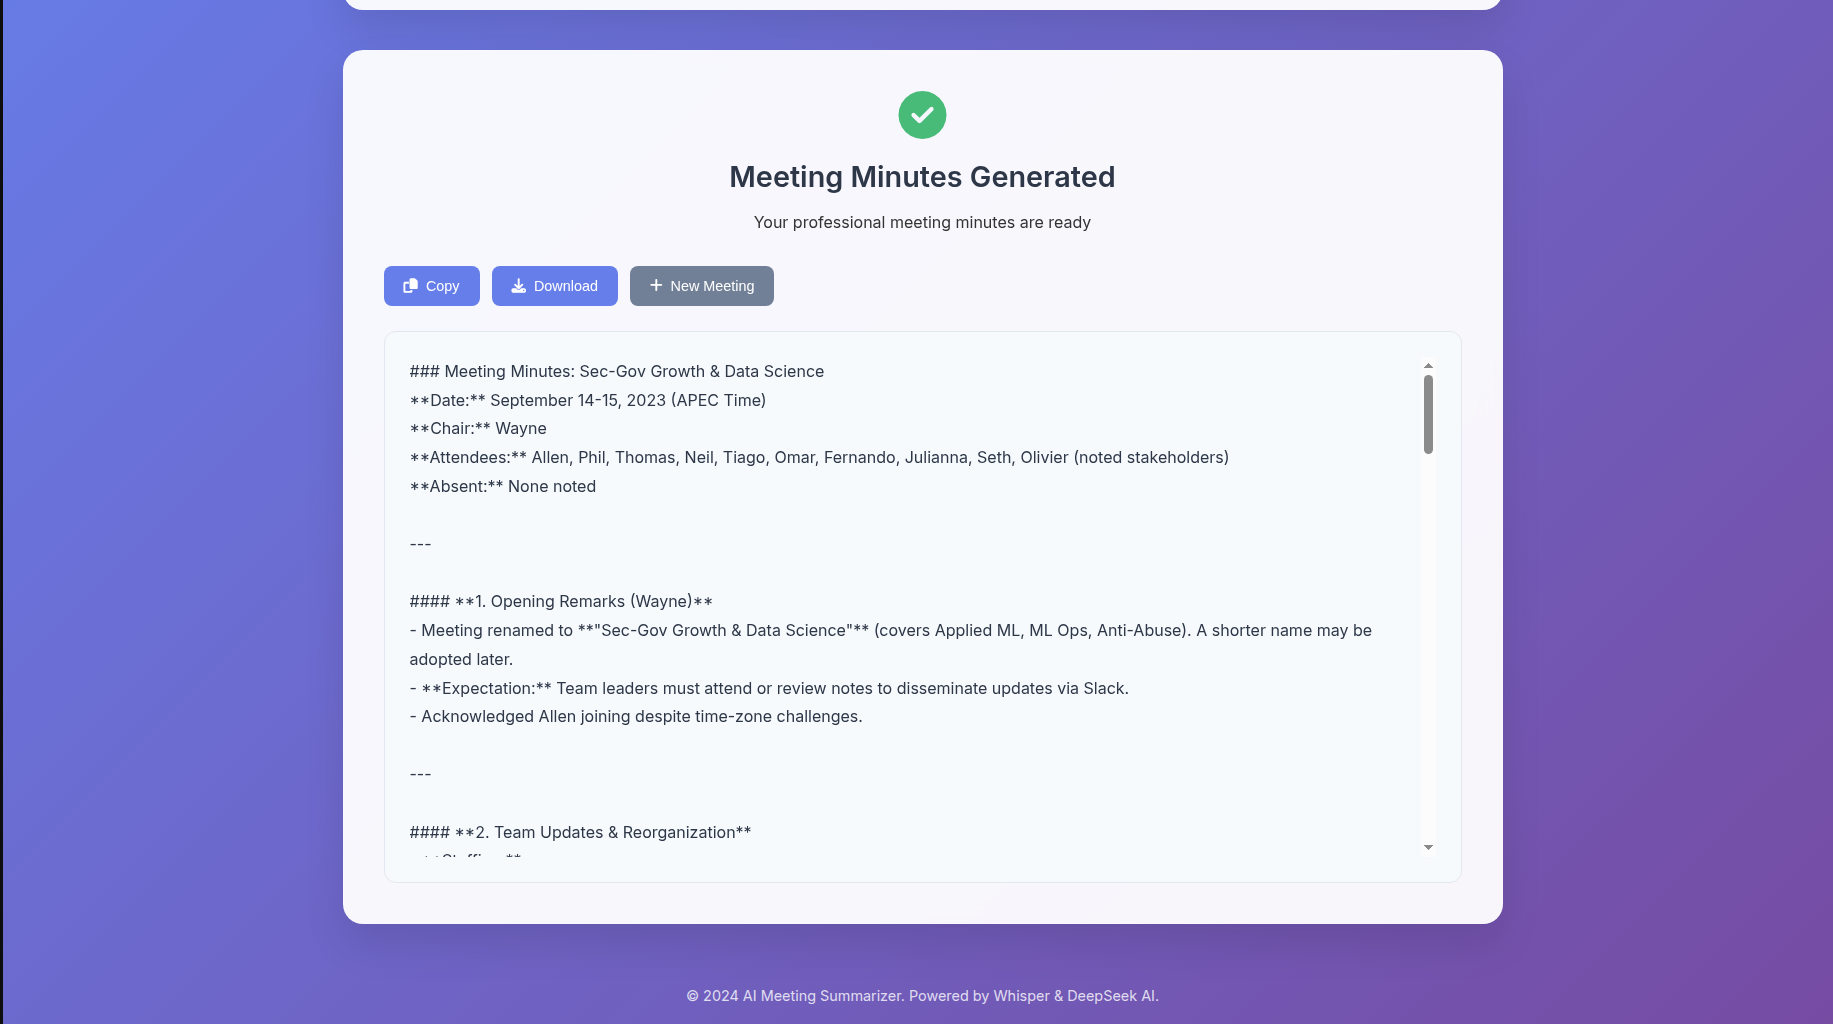 Meeting Minutes Generated
Your professional meeting minutes are ready
Copy
Download
New Meeting
### Meeting Minutes: Sec-Gov Growth & Data Science
**Date:** September 14-15, 2023 (APEC Time)
**Chair:** Wayne
**Attendees:** Allen, Phil, Thomas, Neil, Tiago, Omar, Fernando, Julianna, Seth, Olivier (noted stakeholders)
**Absent:** None noted
---
#### **1. Opening Remarks (Wayne)**
- Meeting renamed to **"Sec-Gov Growth & Data Science"** (covers Applied ML, ML Ops, Anti-Abuse). A shorter name may be
adopted later.
- **Expectation:** Team leaders must attend or review notes to disseminate updates via Slack.
- Acknowledged Allen joining despite time-zone challenges.
---
#### **2. Team Updates & Reorganization**
© 2024 AI Meeting Summarizer. Powered by Whisper & DeepSeek AI.